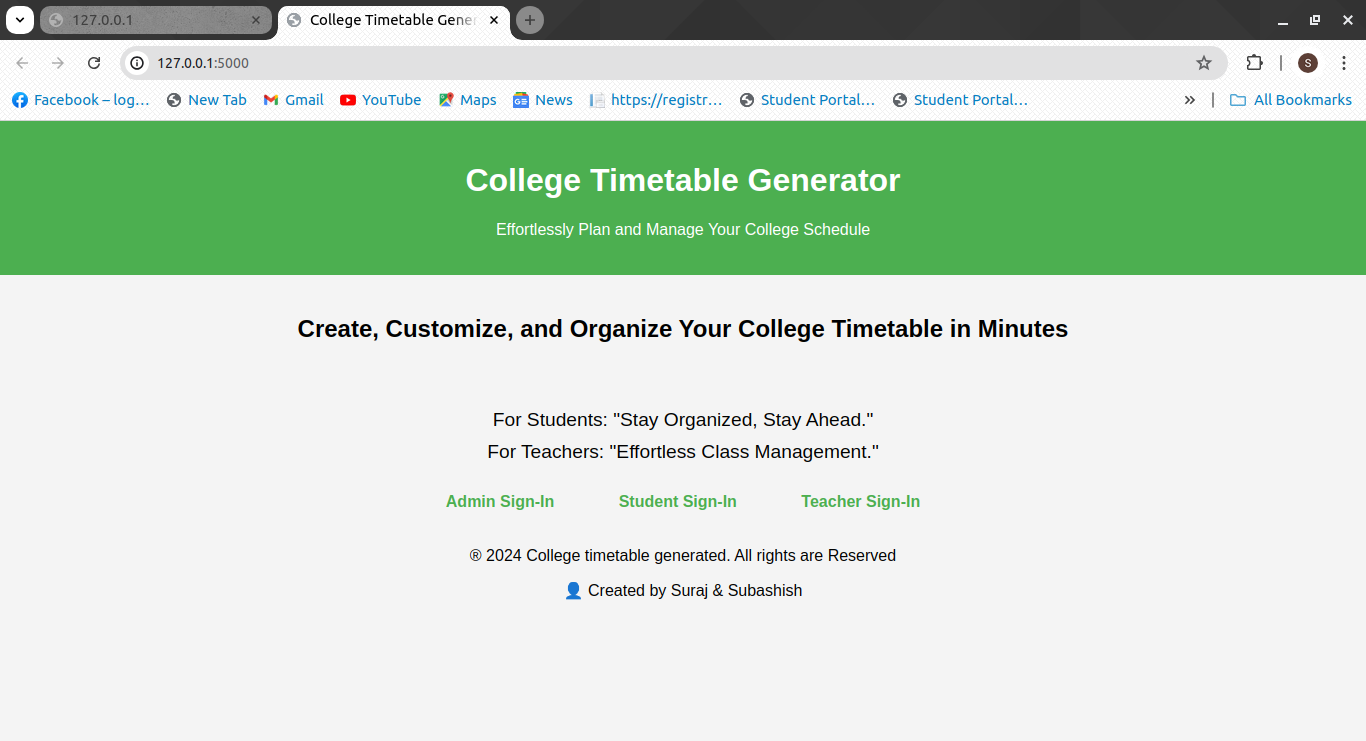 127.0.0.1
College Timetable Gener
127.0.0.1:5000
S
Facebook – log… New Tab Gmail YouTube Maps News https://registr… Student Portal… Student Portal… All Bookmarks
College Timetable Generator
Effortlessly Plan and Manage Your College Schedule
Create, Customize, and Organize Your College Timetable in Minutes
For Students: "Stay Organized, Stay Ahead."
For Teachers: "Effortless Class Management."
Admin Sign-In Student Sign-In Teacher Sign-In
® 2024 College timetable generated. All rights are Reserved
👤 Created by Suraj & Subashish